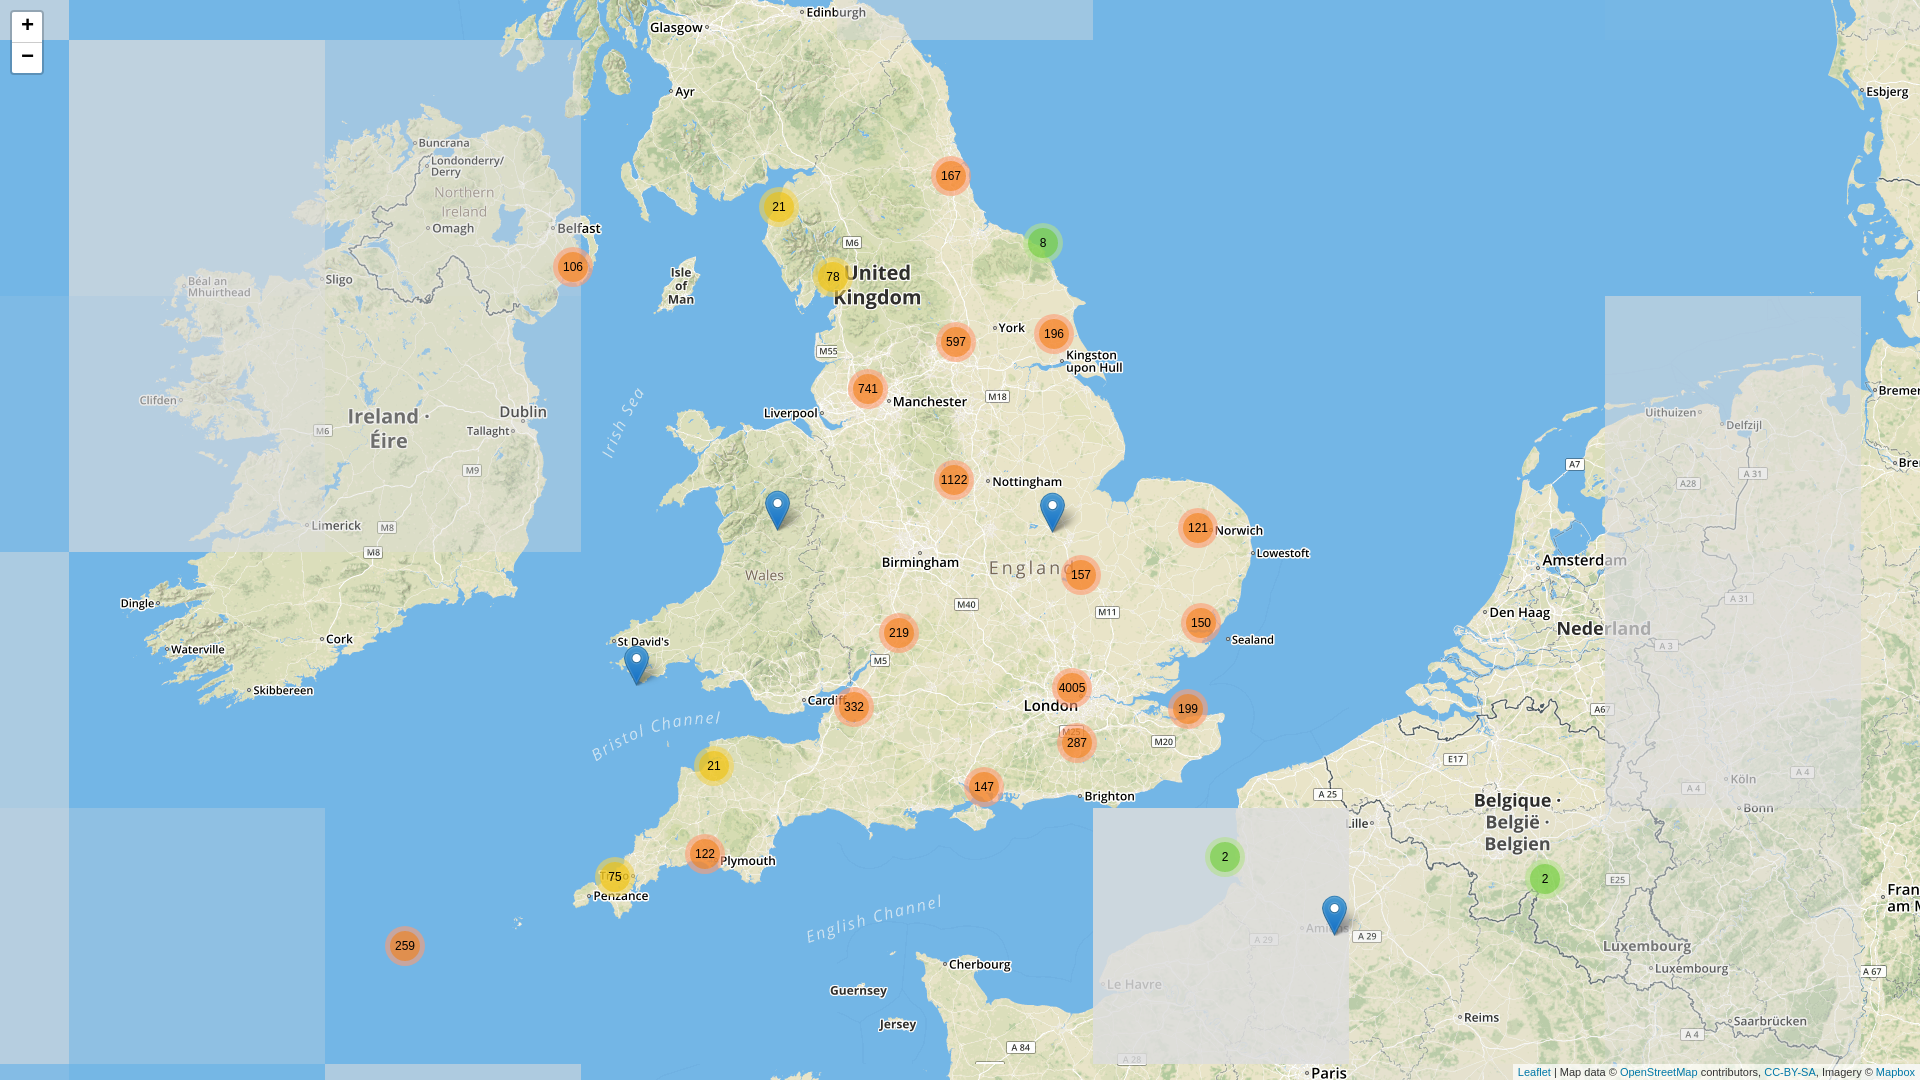 +
−
Edinburgh
Glasgow
Ayr
Esbjerg
Buncrana
Londonderry/
Derry
Northern
Ireland
Omagh
Belfast
167
21
8
M6
106
78
United
Kingdom
Isle
of
Man
Sligo
Béal an
Mhuirthead
York
196
597
M55
Kingston
upon Hull
741
Manchester
M18
Liverpool
Clifden
Ireland ·
Éire
M6
Dublin
Tallaght
M9
Irish Sea
Uithuizen
Delfzijl
Bremer
Bre
A7
A 31
A28
1122
Nottingham
Limerick
M8
M8
121
Norwich
Lowestoft
Birmingham
England
157
Wales
Amsterdam
A 31
Dingle
M40
M11
Den Haag
Nederland
A 3
219
150
Sealand
Cork
Waterville
St David's
M5
Skibbereen
4005
London
Cardiff
332
199
A67
Bristol Channel
M25
287
M20
E17
21
147
Brighton
Köln
A 4
A 4
Bonn
A 25
Belgique ·
België ·
Belgien
Lille
122
Plymouth
2
2
E25
75
Penzance
Fran
am M
English Channel
259
Amiens
A 29
A 29
Luxembourg
Luxembourg
A 67
Cherbourg
Le Havre
Guernsey
Jersey
Reims
Saarbrücken
A 4
A 84
A 28
Paris
Leaflet | Map data © OpenStreetMap contributors, CC-BY-SA, Imagery © Mapbox